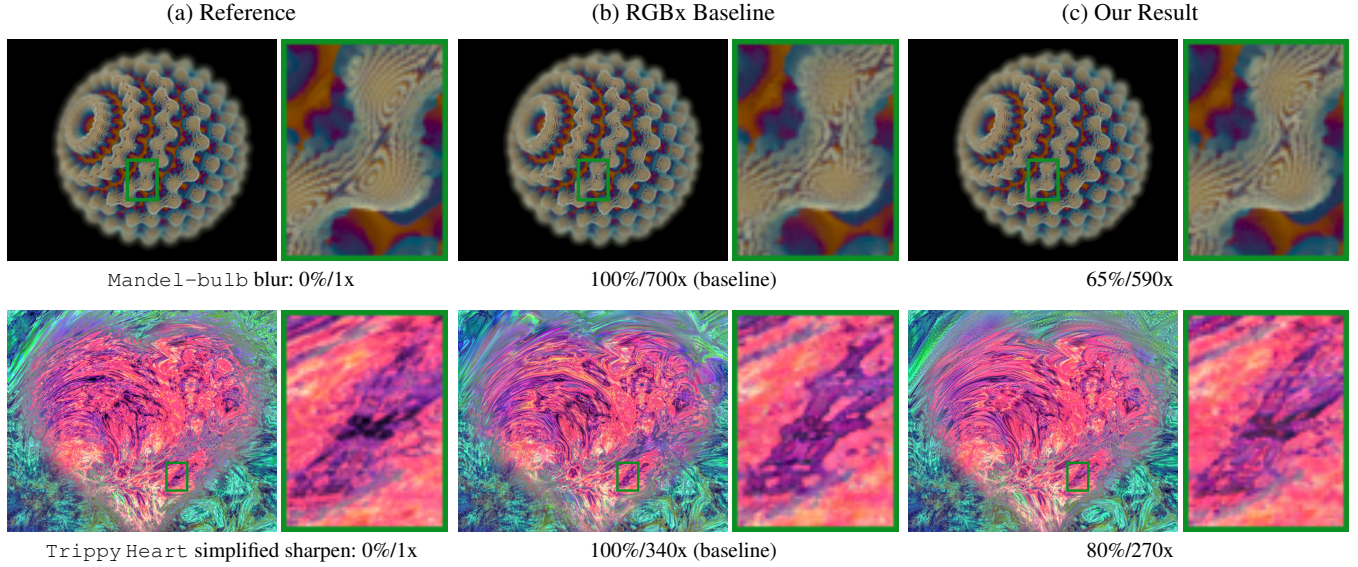 (a) Reference
(b) RGBx Baseline
(c) Our Result
Mandel-bulb blur: 0%/1x
100%/700x (baseline)
65%/590x
Trippy Heart simplified sharpen: 0%/1x
100%/340x (baseline)
80%/270x